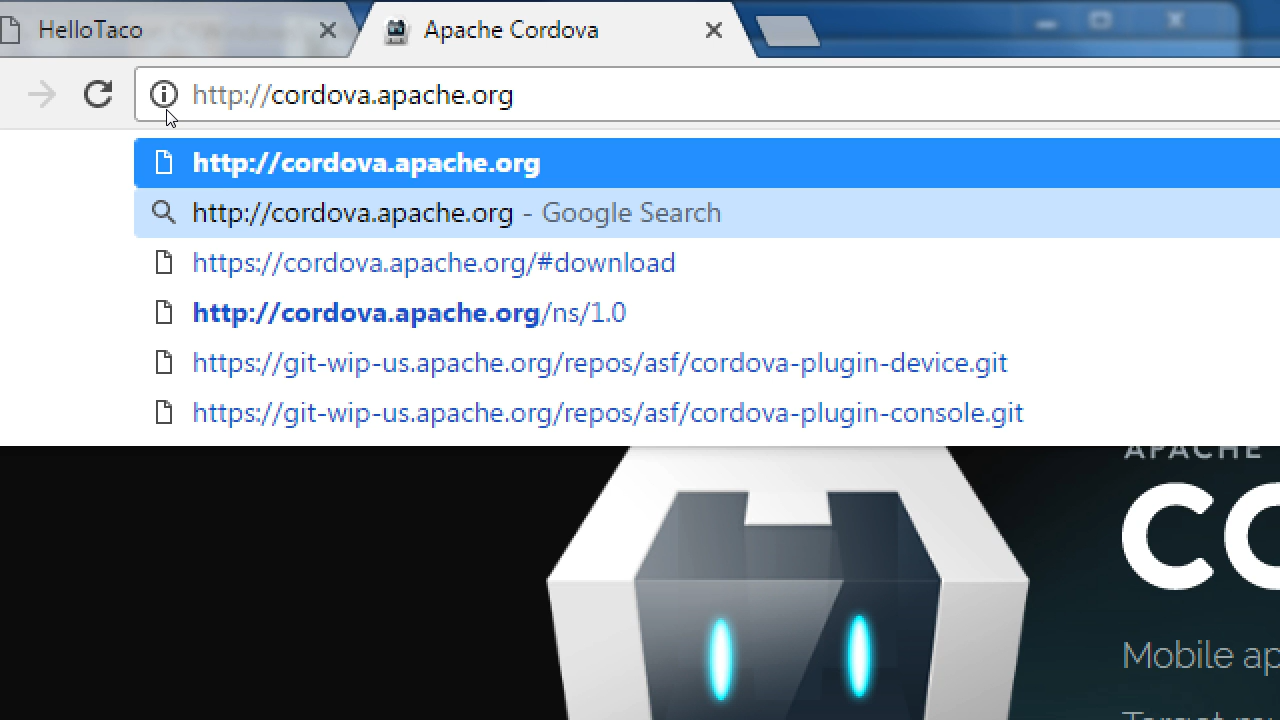 HelloTaco
Apache Cordova
http://cordova.apache.org
http://cordova.apache.org
http://cordova.apache.org - Google Search
https://cordova.apache.org/#download
http://cordova.apache.org/ns/1.0
https://git-wip-us.apache.org/repos/asf/cordova-plugin-device.git
https://git-wip-us.apache.org/repos/asf/cordova-plugin-console.git
APACHE
CO
Mobile ap
Target mu